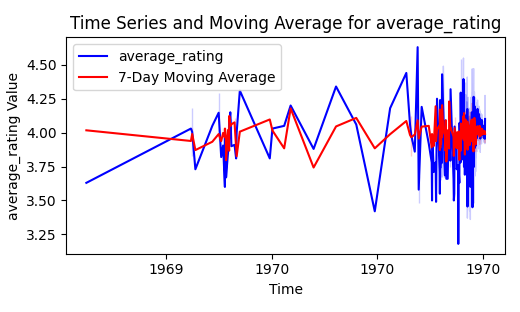 Time Series and Moving Average for average_rating
average_rating
7-Day Moving Average
average_rating Value
4.50
4.25
4.00
3.75
3.50
3.25
1969
1970
1970
1970
Time